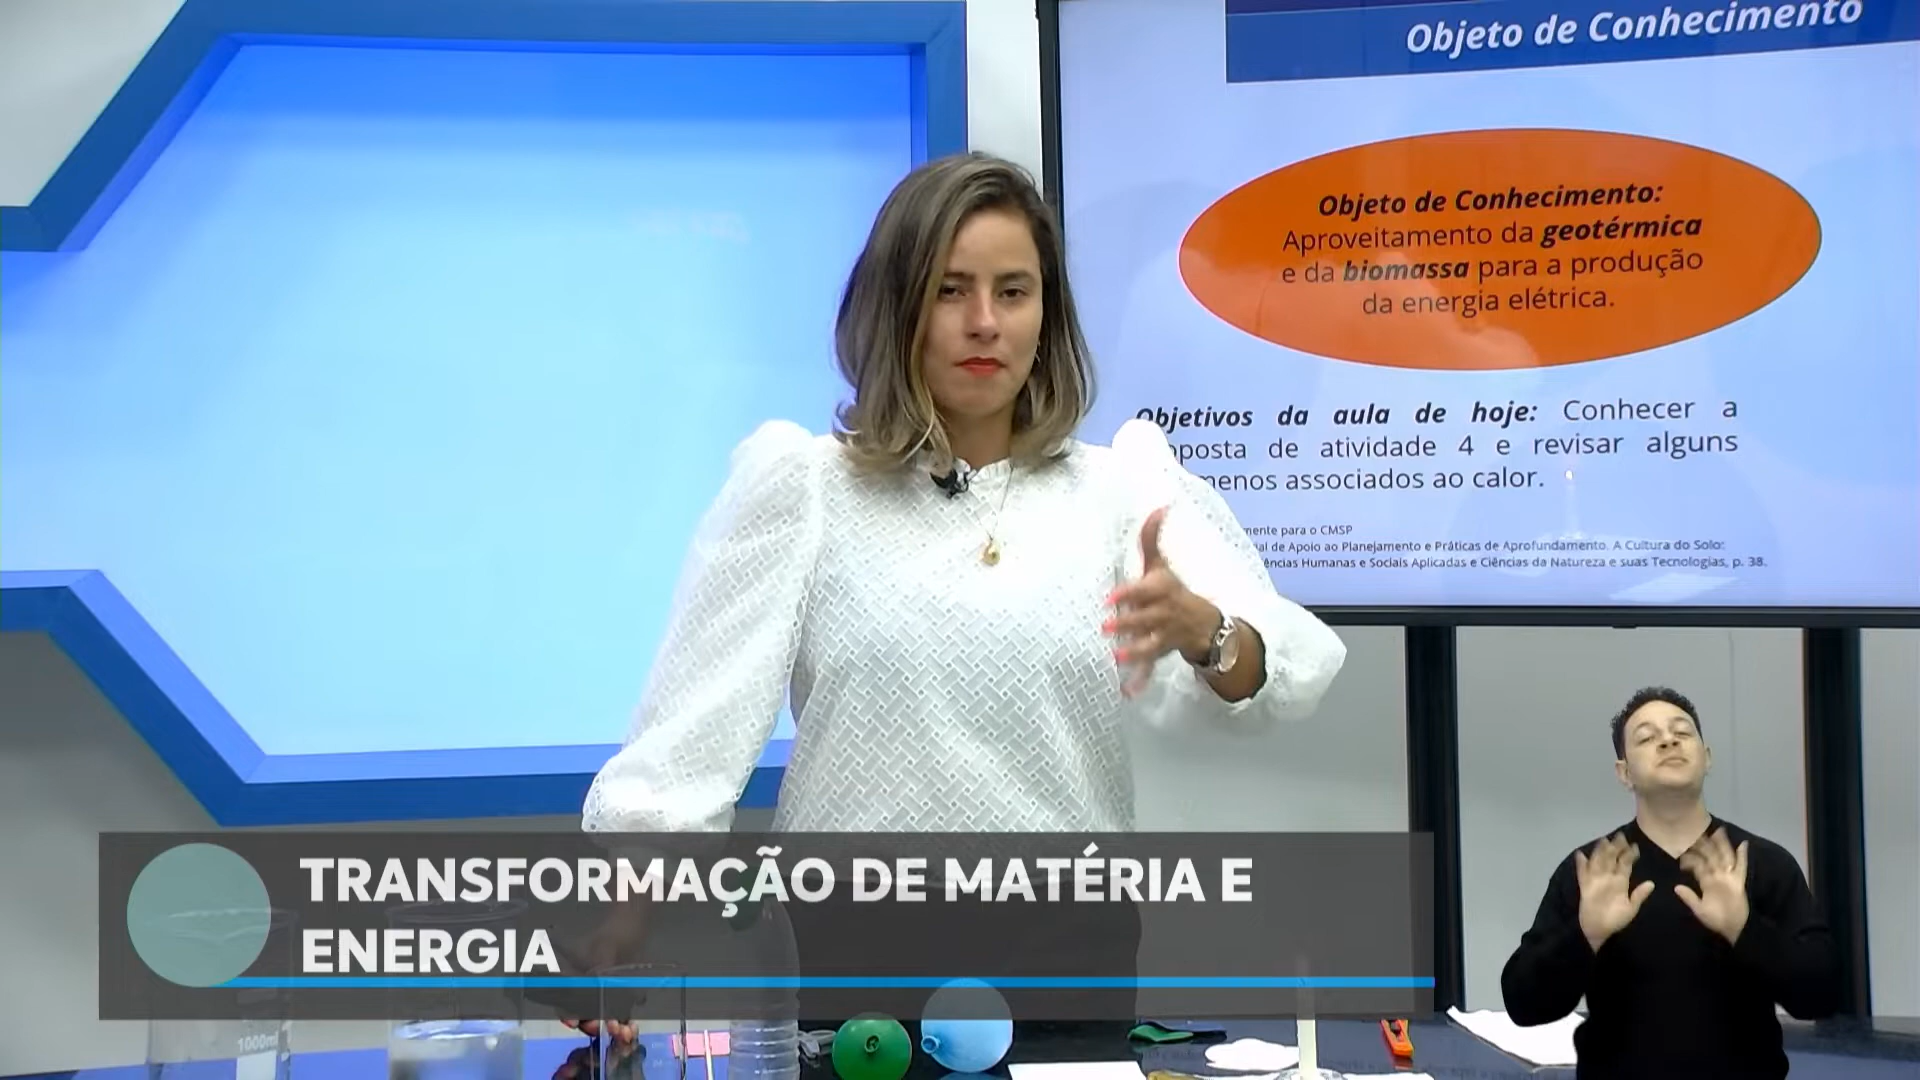 Objeto de Conhecimento
Objeto de Conhecimento:
Aproveitamento da geotérmica
e da biomassa para a produção
da energia elétrica.
Objetivos da aula de hoje: Conhecer a
posta de atividade 4 e revisar alguns
menos associados ao calor.
mente para o CMSP
de Apoio ao Planejamento e Práticas de Aprofundamento. A Cultura do Solo:
ências Humanas e Sociais Aplicadas e Ciências da Natureza e suas Tecnologias, p. 38.
TRANSFORMAÇÃO DE MATÉRIA E
ENERGIA
1000ml